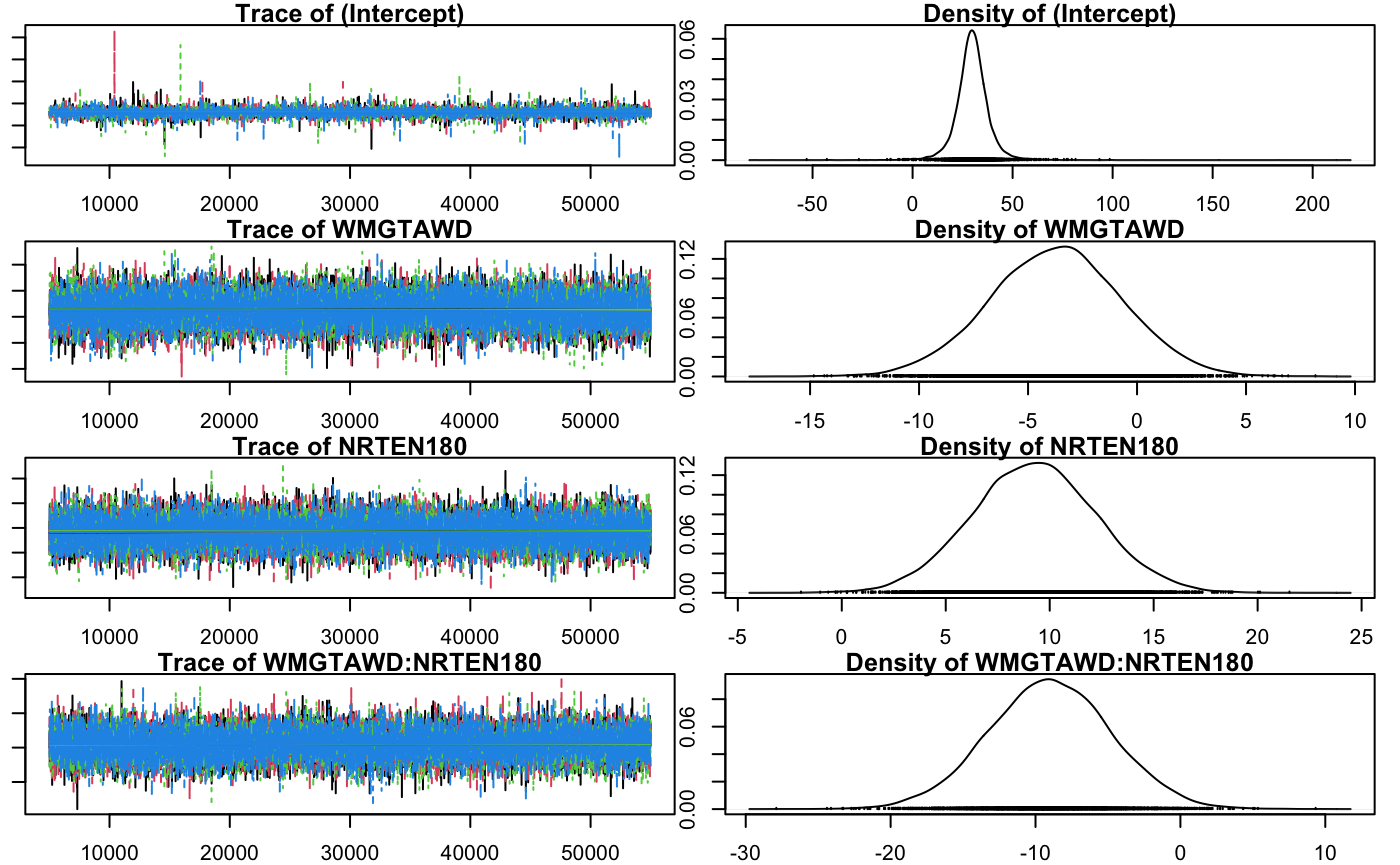 Trace of (Intercept)
10000 20000 30000 40000 50000
Density of (Intercept)
0.00 0.03 0.06
-50 0 50 100 150 200
Trace of WMGTAWD
10000 20000 30000 40000 50000
Density of WMGTAWD
0.00 0.06 0.12
-15 -10 -5 0 5 10
Trace of NRTEN180
10000 20000 30000 40000 50000
Density of NRTEN180
0.00 0.06 0.12
-5 0 5 10 15 20 25
Trace of WMGTAWD:NRTEN180
10000 20000 30000 40000 50000
Density of WMGTAWD:NRTEN180
0.00 0.06
-30 -20 -10 0 10